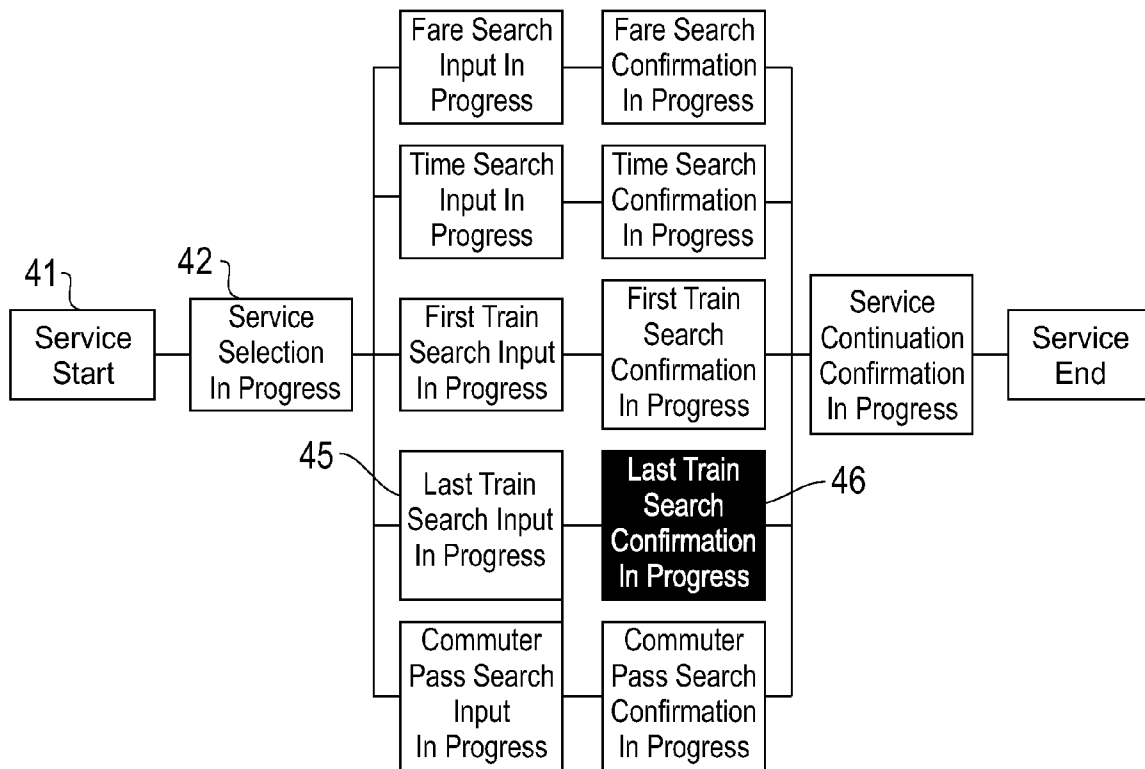 Fare Search
Input In
Progress
Fare Search
Confirmation
In Progress
Time Search
Input In
Progress
Time Search
Confirmation
In Progress
41
Service
Start
42
Service
Selection
In Progress
First Train
Search Input
In Progress
First Train
Search
Confirmation
In Progress
Service
Continuation
Confirmation
In Progress
Service
End
45
Last Train
Search Input
In Progress
Last Train
Search
Confirmation
In Progress
46
Commuter
Pass Search
Input
In Progress
Commuter
Pass Search
Confirmation
In Progress